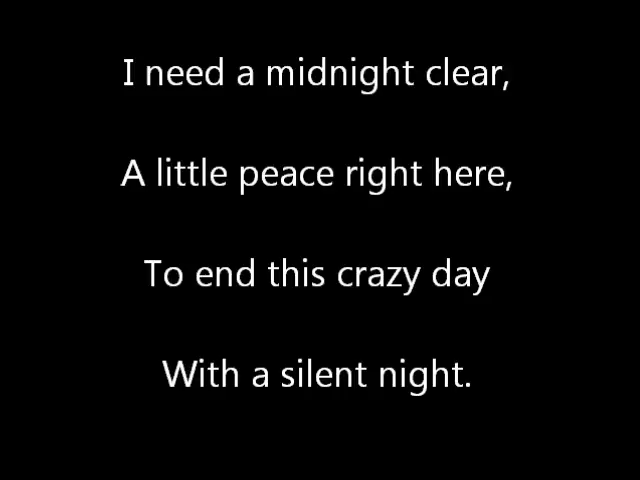 I need a midnight clear,
A little peace right here,
To end this crazy day
With a silent night.